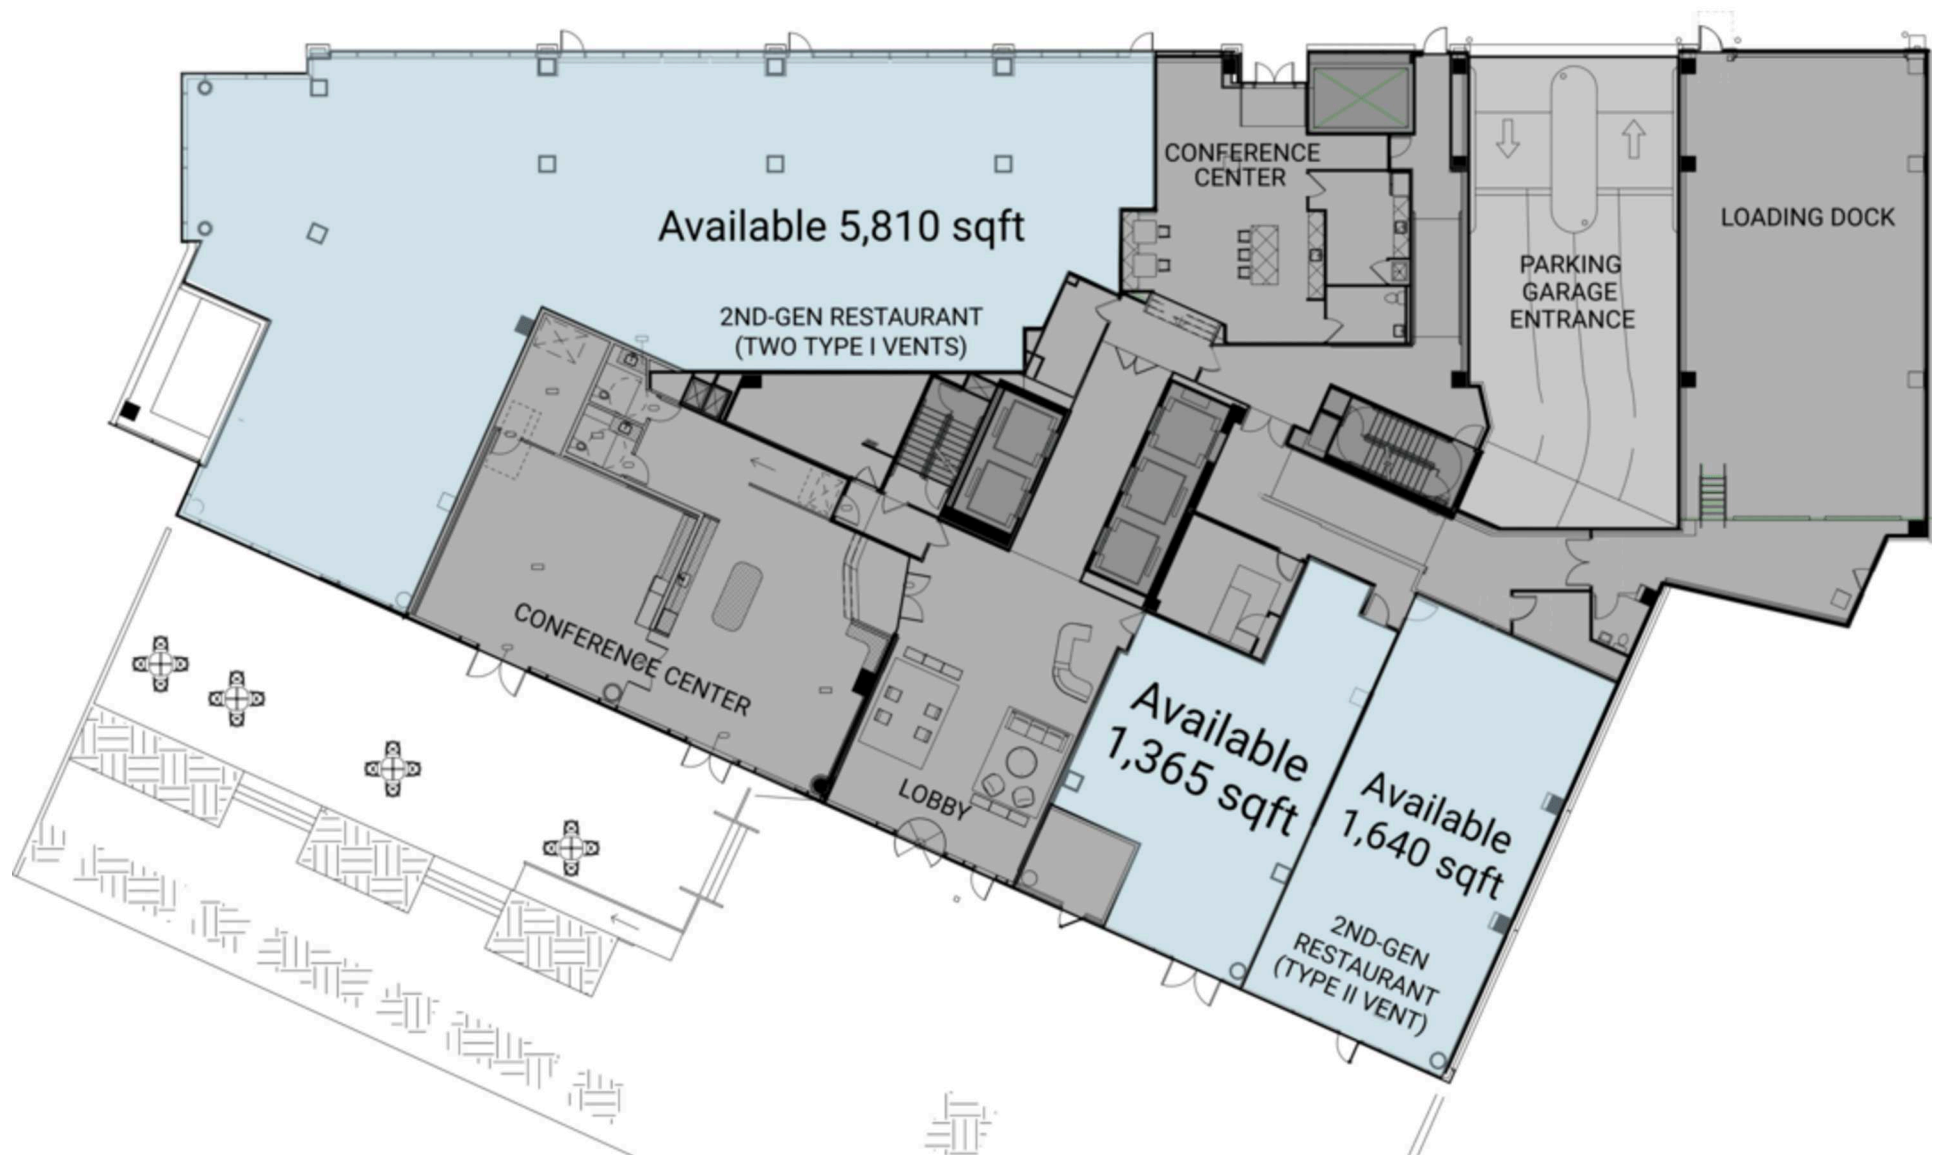 CONFERENCE
CENTER
Available 5,810 sqft
LOADING DOCK
PARKING
GARAGE
ENTRANCE
2ND-GEN RESTAURANT
(TWO TYPE I VENTS)
CONFERENCE CENTER
LOBBY
Available
1,365 sqft
Available
1,640 sqft
2ND-GEN
RESTAURANT
(TYPE II VENT)